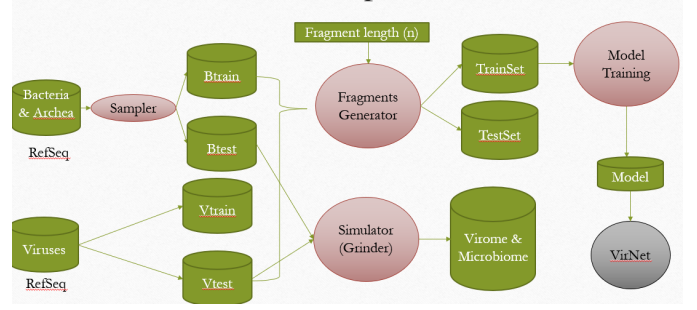 Fragment length (n)
Bacteria
& Archea
RefSeq
Sampler
Btrain
Btest
Fragments
Generator
TrainSet
TestSet
Model
Training
Model
VirNet
Viruses
RefSeq
Vtrain
Vtest
Simulator
(Grinder)
Virome &
Microbiome